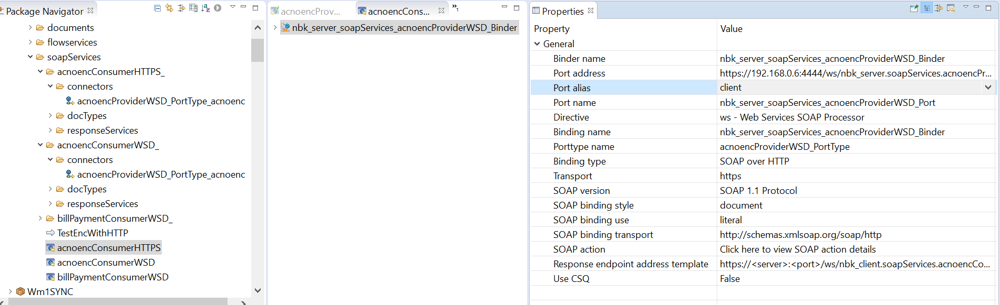 Package Navigator
documents
flowservices
soapServices
acnoencConsumerHTTPS_
connectors
acnoencProviderWSD_PortType_acnoenc
docTypes
responseServices
acnoencConsumerWSD_
connectors
acnoencProviderWSD_PortType_acnoenc
docTypes
responseServices
billPaymentConsumerWSD_
TestEncWithHTTP
acnoencConsumerHTTPS
acnoencConsumerWSD
billPaymentConsumerWSD
Wm1SYNC
acnoencProv... acnoencCons... »1
nbk_server_soapServices_acnoencProviderWSD_Binder
Properties
Property Value
General
Binder name nbk_server_soapServices_acnoencProviderWSD_Binder
Port address https://192.168.0.6:4444/ws/nbk_server.soapServices.acnoencPr...
Port alias client
Port name nbk_server_soapServices_acnoencProviderWSD_Port
Directive ws - Web Services SOAP Processor
Binding name nbk_server_soapServices_acnoencProviderWSD_Binder
Porttype name acnoencProviderWSD_PortType
Binding type SOAP over HTTP
Transport https
SOAP version SOAP 1.1 Protocol
SOAP binding style document
SOAP binding use literal
SOAP binding transport http://schemas.xmlsoap.org/soap/http
SOAP action Click here to view SOAP action details
Response endpoint address template https://<server>:<port>/ws/nbk_client.soapServices.acnoencCo...
Use CSQ False